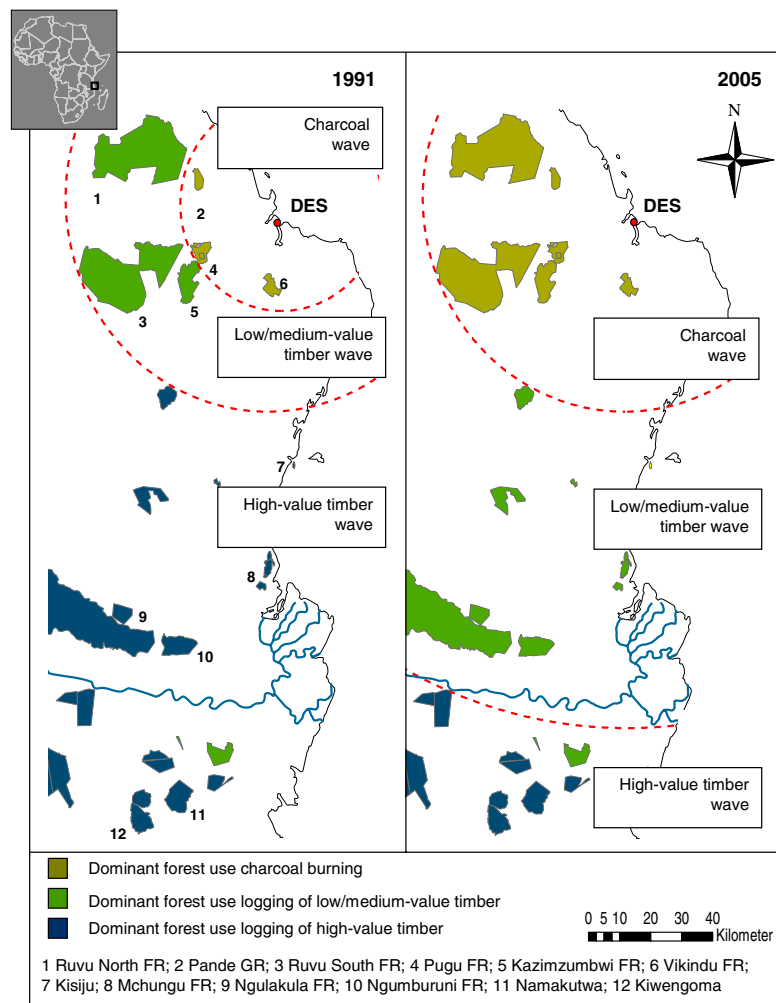 1991
2005
Charcoal
wave
N
DES
DES
1
2
3
4
5
6
Low/medium-value
timber wave
Charcoal
wave
7
High-value timber
wave
Low/medium-value
timber wave
8
9
10
11
12
High-value timber
wave
Dominant forest use charcoal burning
Dominant forest use logging of low/medium-value timber
Dominant forest use logging of high-value timber
0 5 10 20 30 40
Kilometer
1 Ruvu North FR; 2 Pande GR; 3 Ruvu South FR; 4 Pugu FR; 5 Kazimzumbwi FR; 6 Vikindu FR;
7 Kisiju; 8 Mchungu FR; 9 Ngulakula FR; 10 Ngumburuni FR; 11 Namakutwa; 12 Kiwengoma